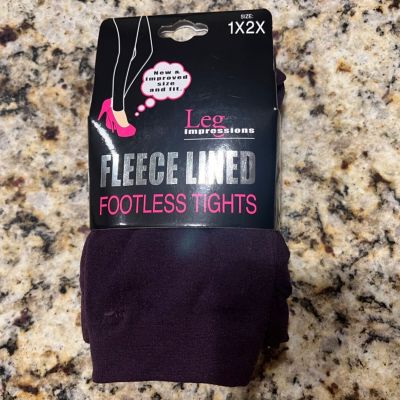 SIZE:
1X2X
New &
improved
size
and fit.
Leg
Impressions
FLEECE LINED
FOOTLESS TIGHTS